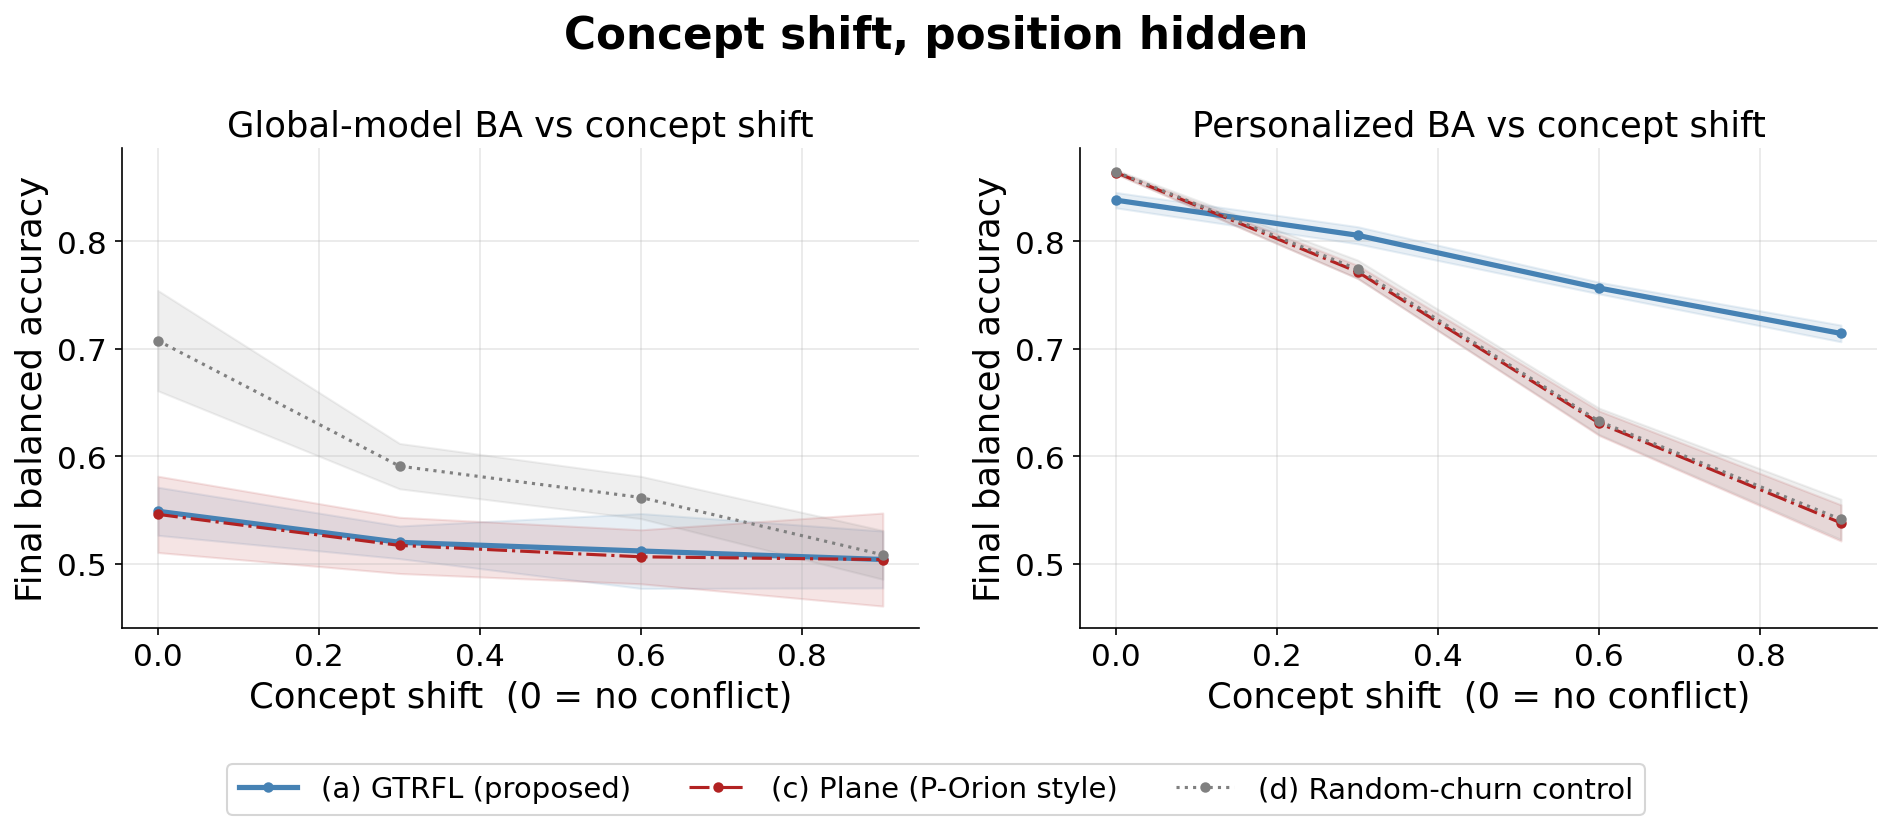 Concept shift, position hidden
Global-model BA vs concept shift
Final balanced accuracy
0.8
0.7
0.6
0.5
0.0 0.2 0.4 0.6 0.8
Concept shift (0 = no conflict)
Personalized BA vs concept shift
Final balanced accuracy
0.8
0.7
0.6
0.5
0.0 0.2 0.4 0.6 0.8
Concept shift (0 = no conflict)
(a) GTRFL (proposed) (c) Plane (P-Orion style) (d) Random-churn control